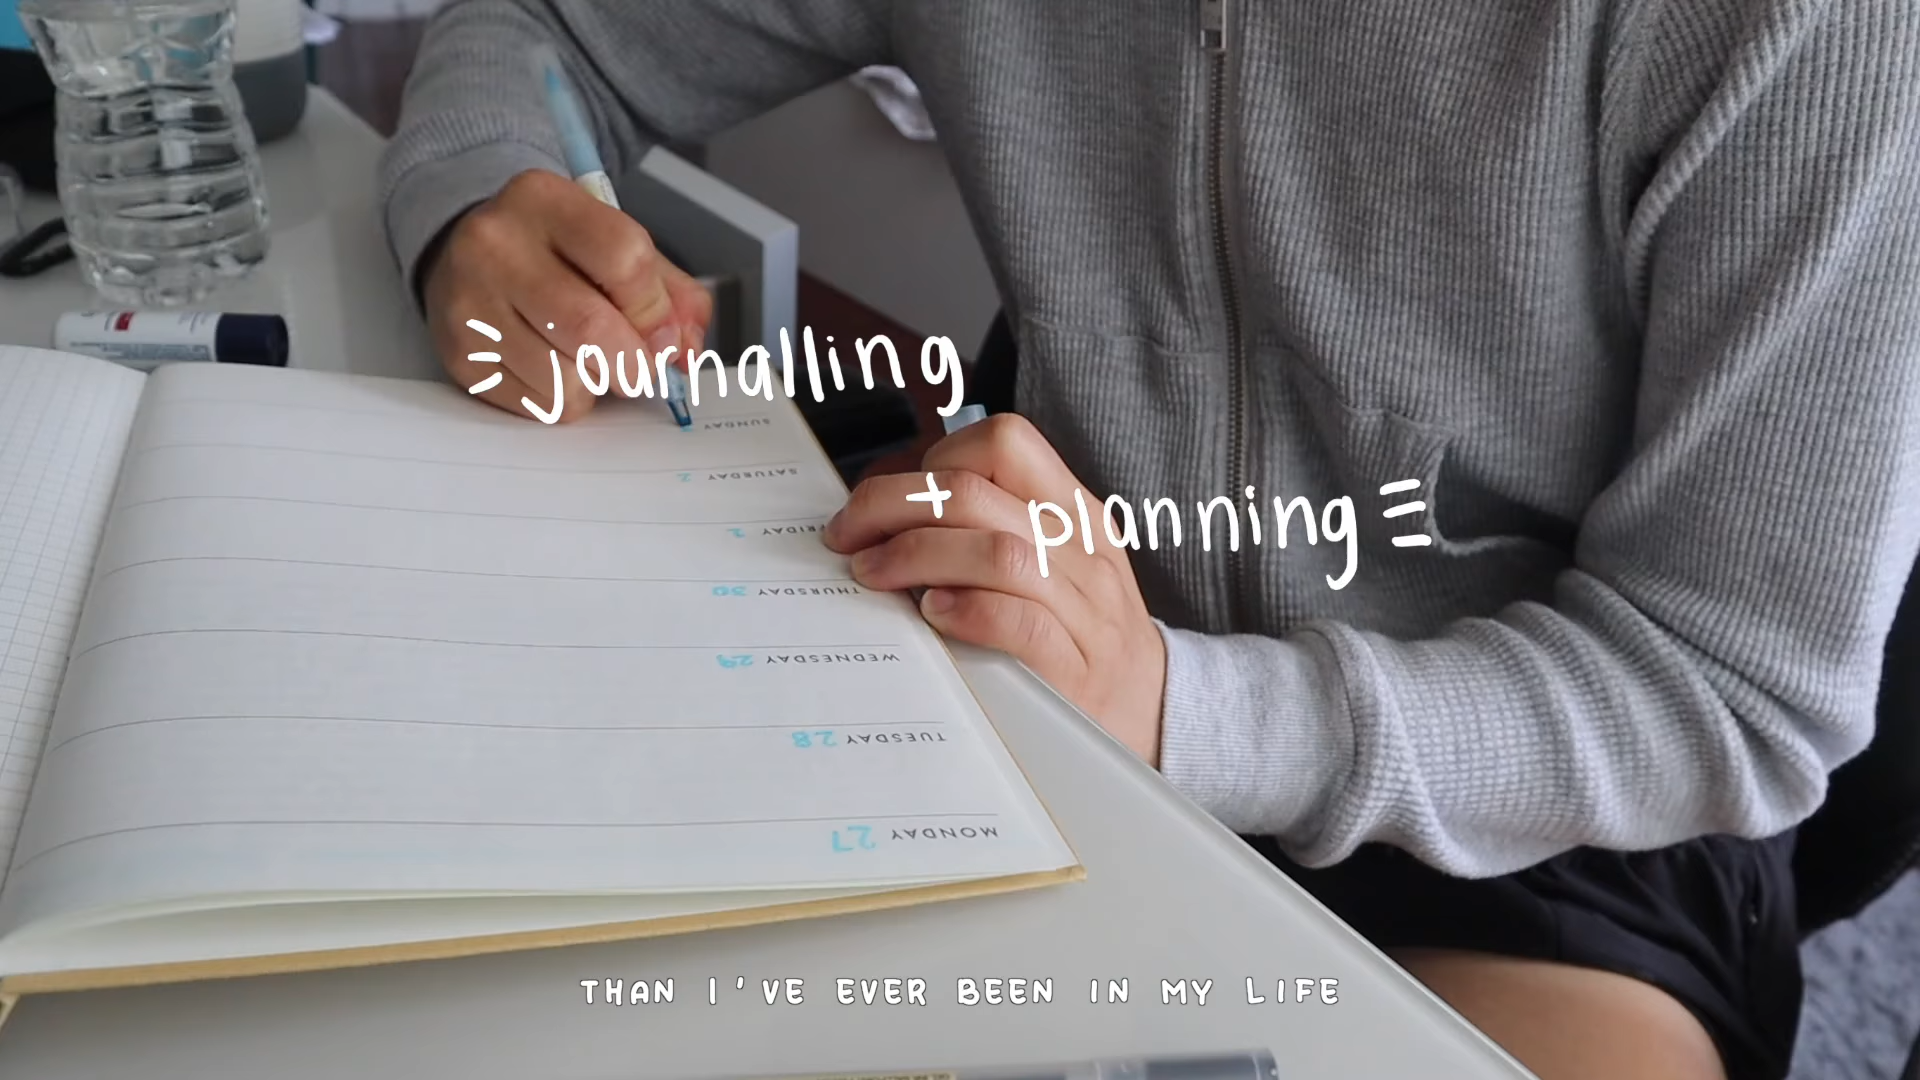 journalling
+ planning
SUNDAY
SATURDAY 2
FRIDAY 1
THURSDAY 30
WEDNESDAY 29
TUESDAY 28
MONDAY 27
THAN I'VE EVER BEEN IN MY LIFE